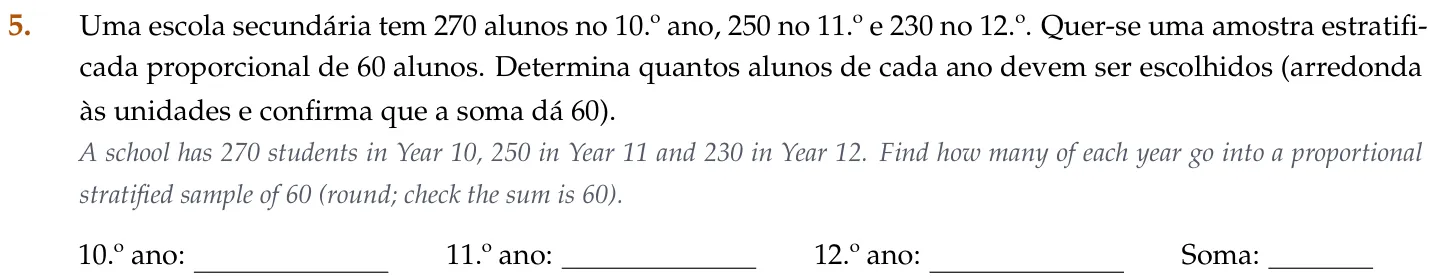 5. Uma escola secundária tem 270 alunos no 10.º ano, 250 no 11.º e 230 no 12.º. Quer-se uma amostra estratifi-
cada proporcional de 60 alunos. Determina quantos alunos de cada ano devem ser escolhidos (arredonda
às unidades e confirma que a soma dá 60).
A school has 270 students in Year 10, 250 in Year 11 and 230 in Year 12. Find how many of each year go into a proportional
stratified sample of 60 (round; check the sum is 60).
10.º ano: ______ 11.º ano: ______ 12.º ano: ______ Soma: ______